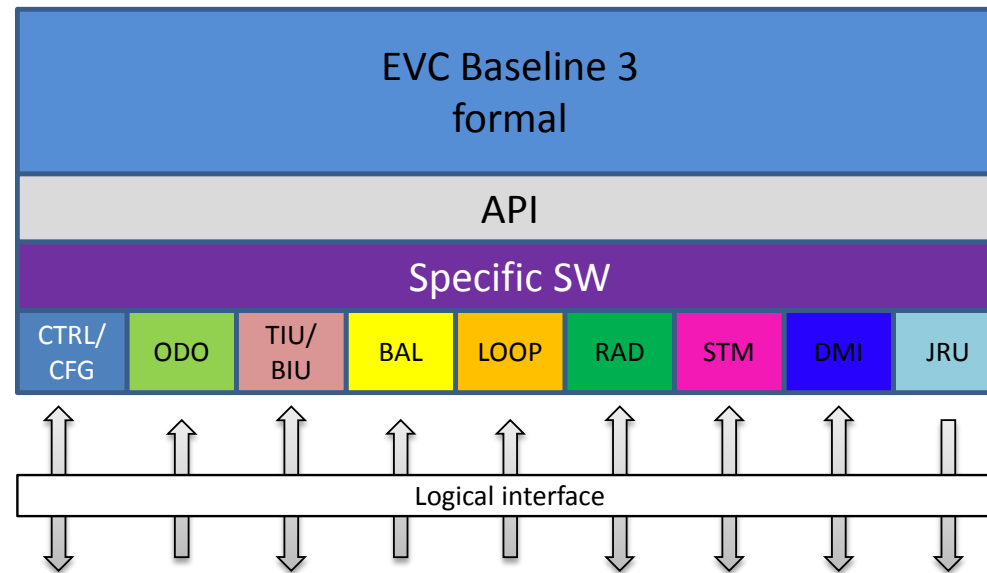 EVC Baseline 3
formal
API
Specific SW
CTRL/
CFG
ODO
TIU/
BIU
BAL
LOOP
RAD
STM
DMI
JRU
Logical interface